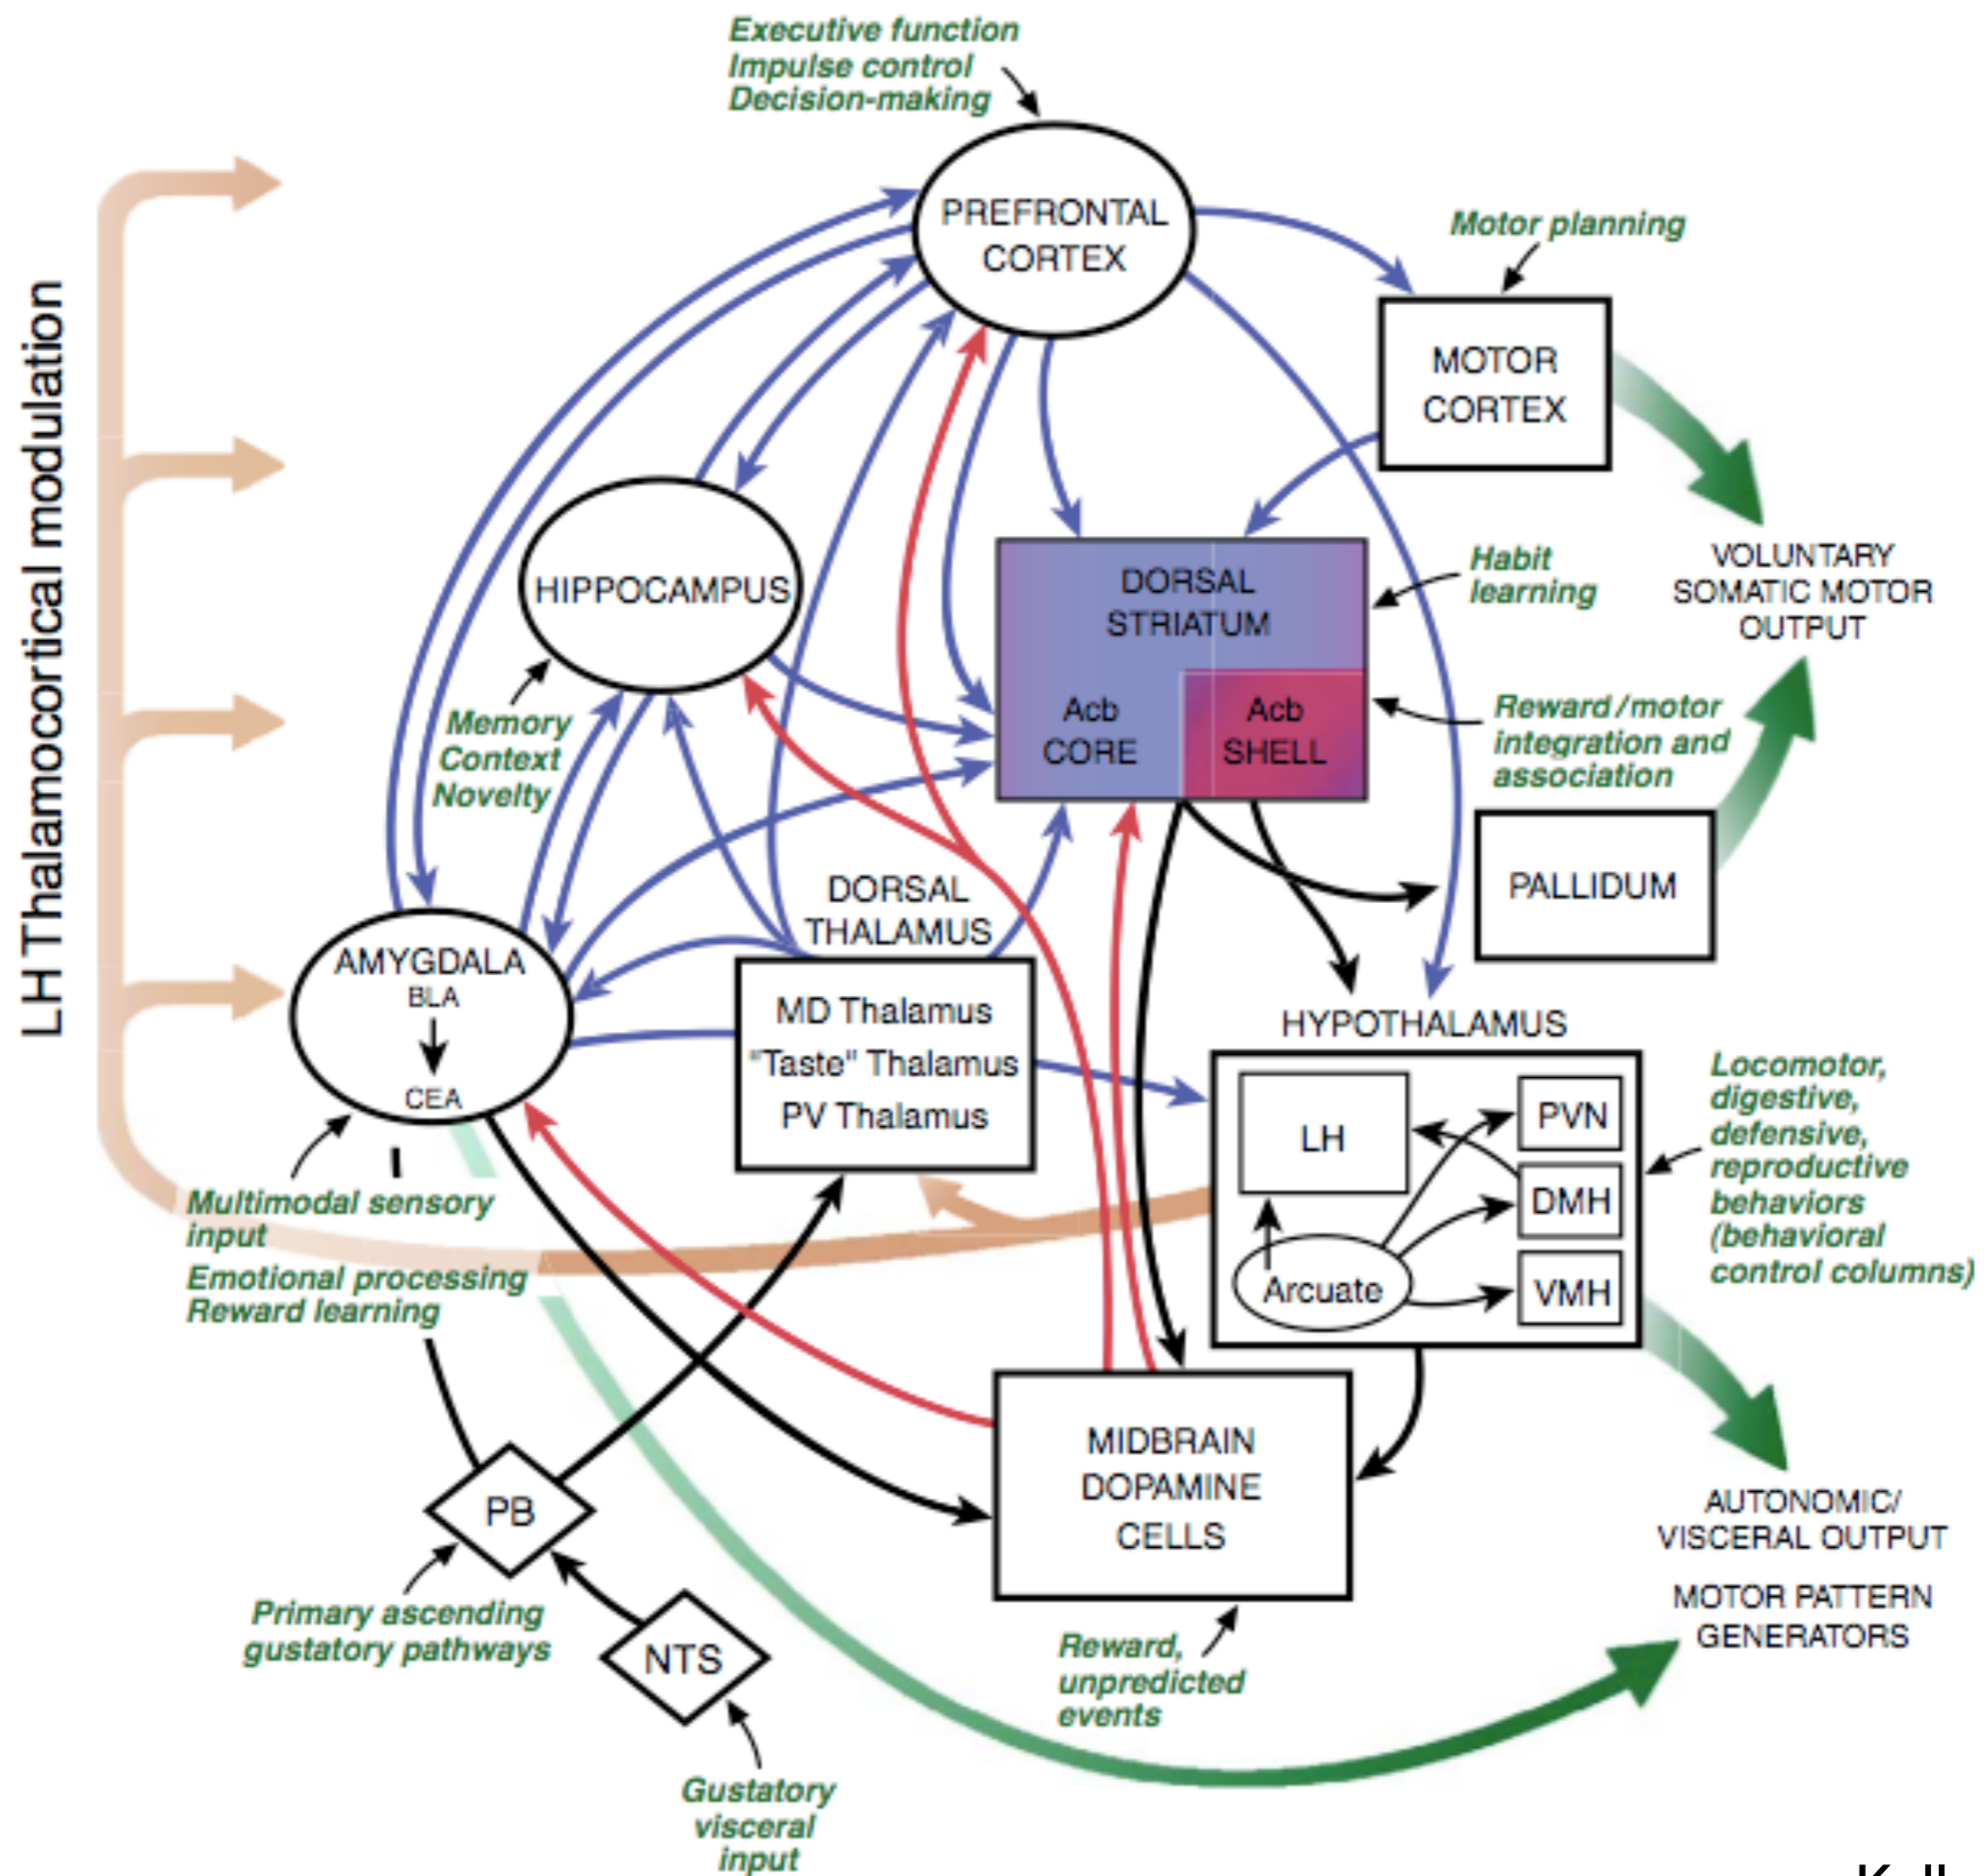 Executive function
Impulse control
Decision-making
PREFRONTAL
CORTEX
Motor planning
MOTOR
CORTEX
LH Thalamocortical modulation
HIPPOCAMPUS
Memory
Context
Novelty
DORSAL
STRIATUM
Acb
CORE
Acb
SHELL
Habit
learning
VOLUNTARY
SOMATIC MOTOR
OUTPUT
Reward/motor
integration and
association
PALLIDUM
DORSAL
THALAMUS
AMYGDALA
BLA
CEA
MD Thalamus
"Taste" Thalamus
PV Thalamus
HYPOTHALAMUS
LH
PVN
DMH
VMH
Arcuate
Locomotor,
digestive,
defensive,
reproductive
behaviors
(behavioral
control columns)
Multimodal sensory
input
Emotional processing
Reward learning
MIDBRAIN
DOPAMINE
CELLS
AUTONOMIC/
VISCERAL OUTPUT
MOTOR PATTERN
GENERATORS
PB
Primary ascending
gustatory pathways
NTS
Reward,
unpredicted
events
Gustatory
visceral
input